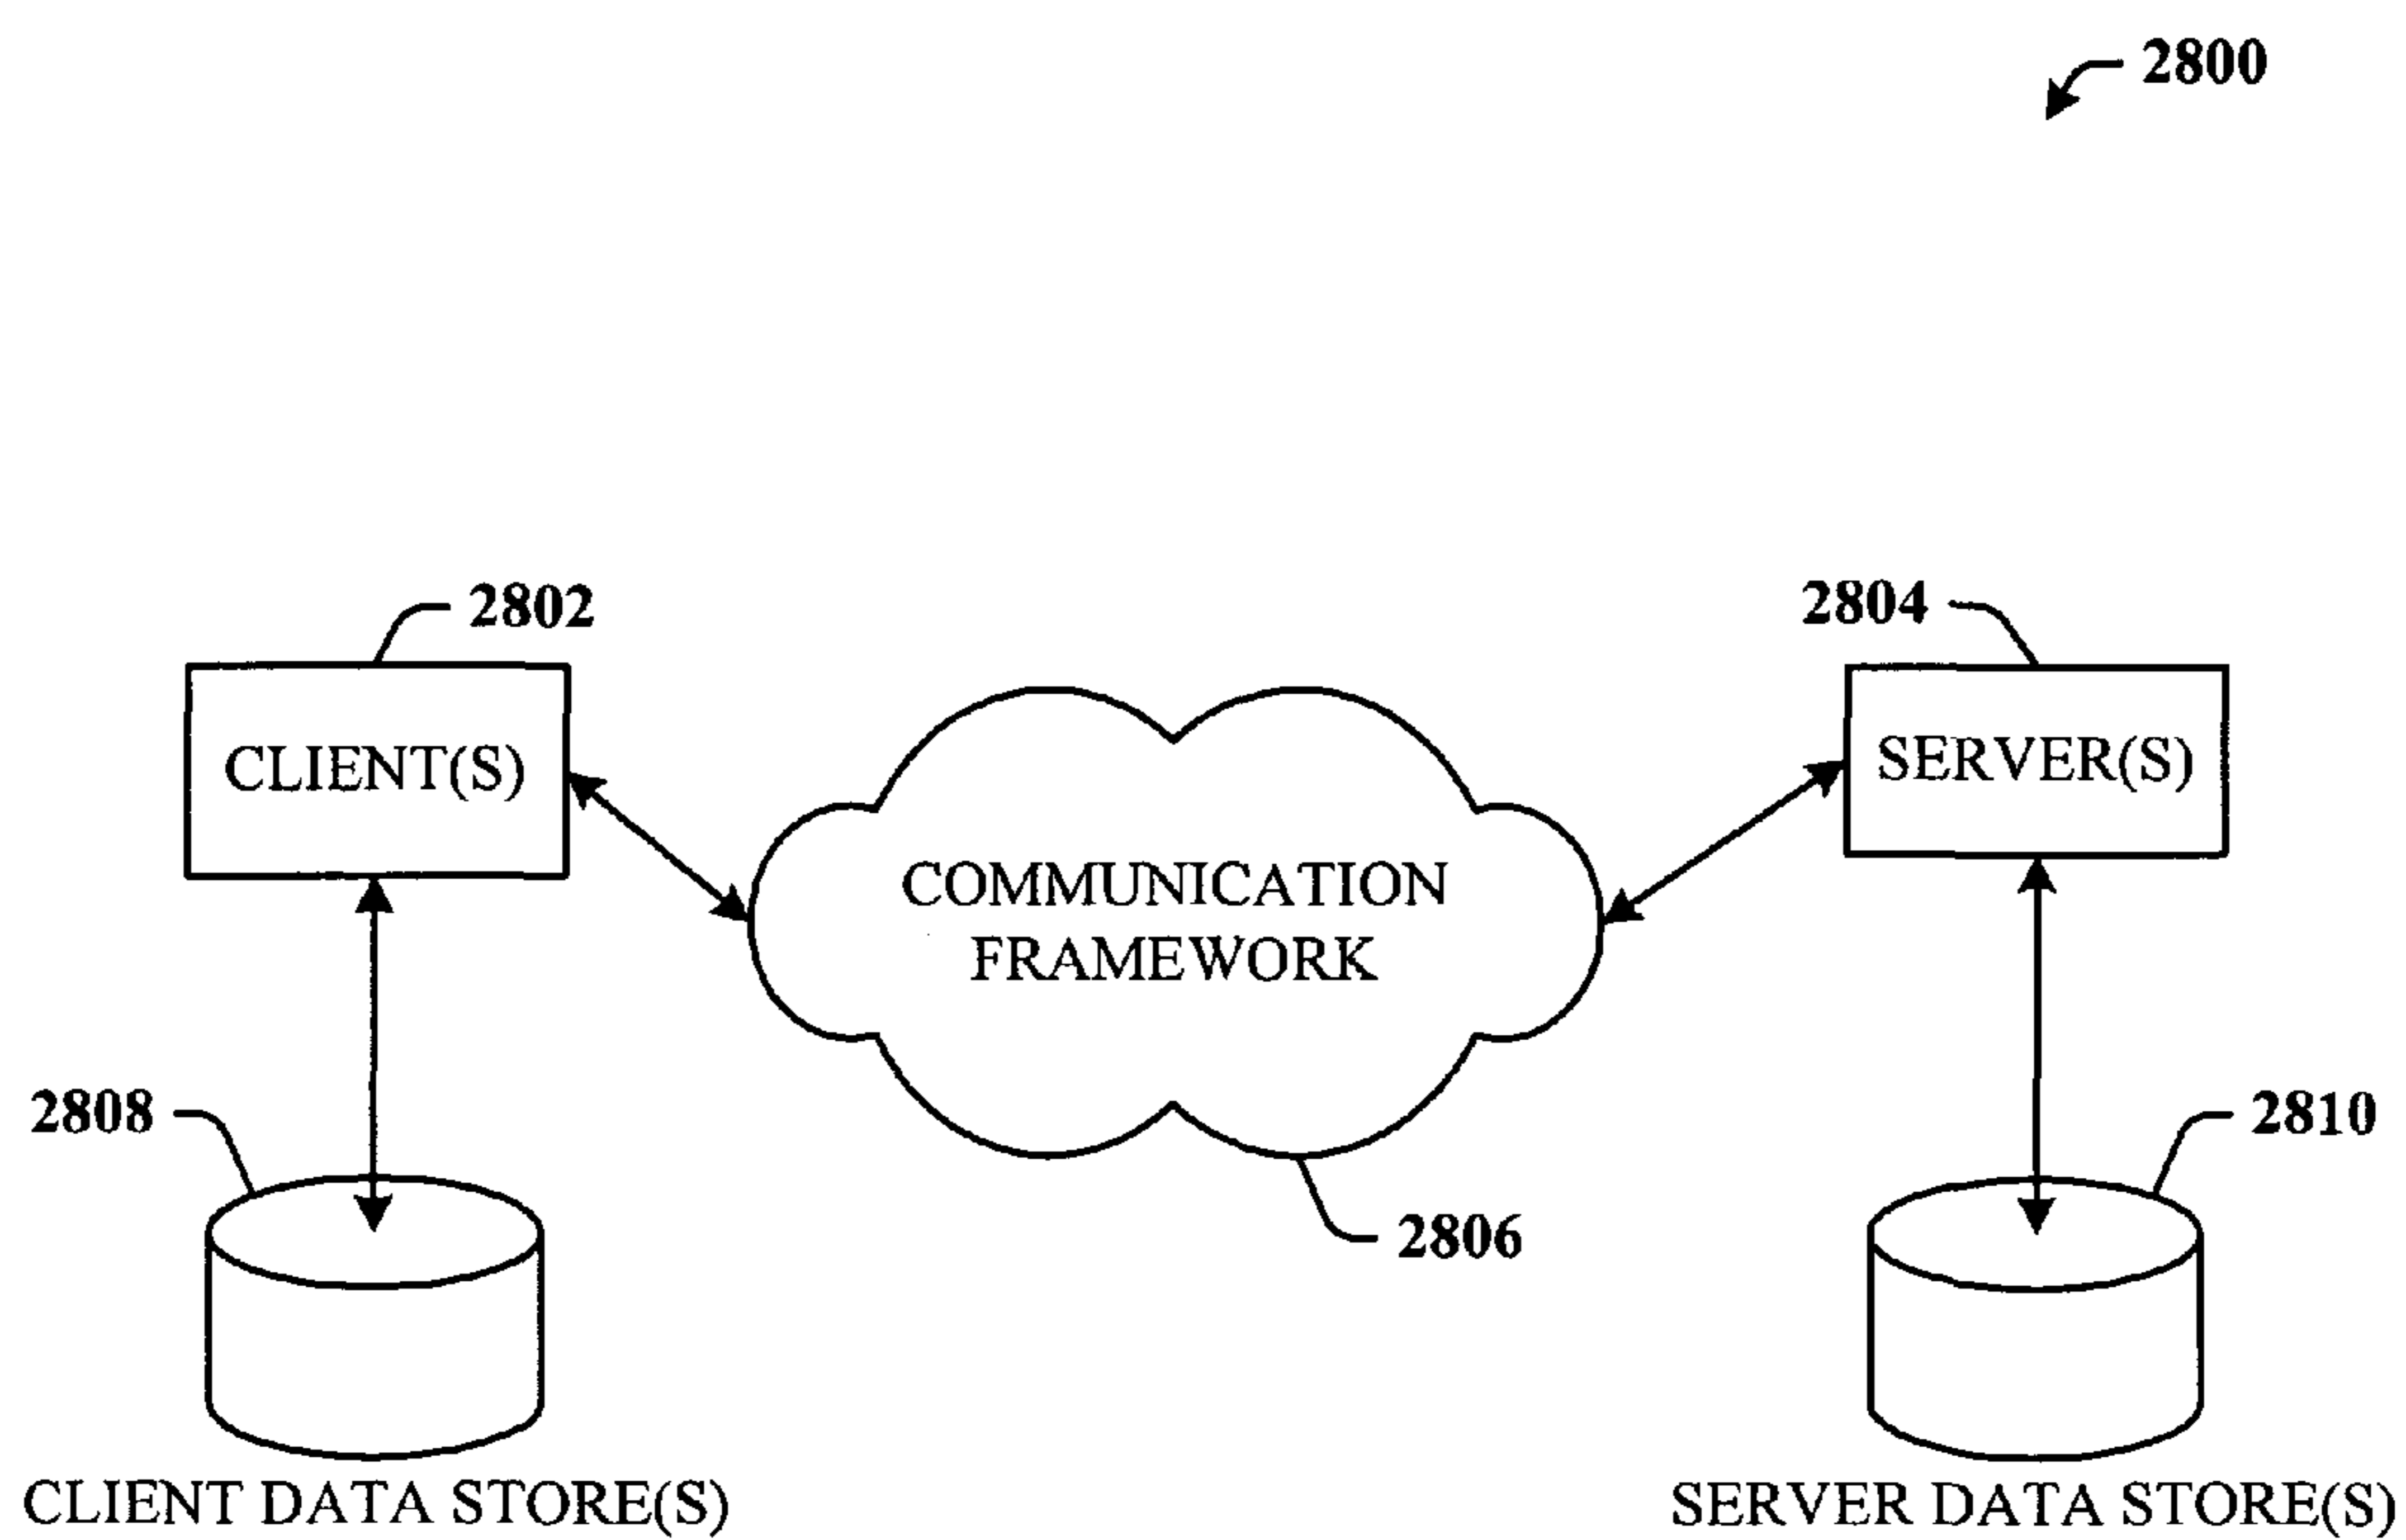 2800
2802
2804
CLIENT(S)
SERVER(S)
COMMUNICATION
FRAMEWORK
2808
2810
2806
CLIENT DATA STORE(S)
SERVER DATA STORE(S)